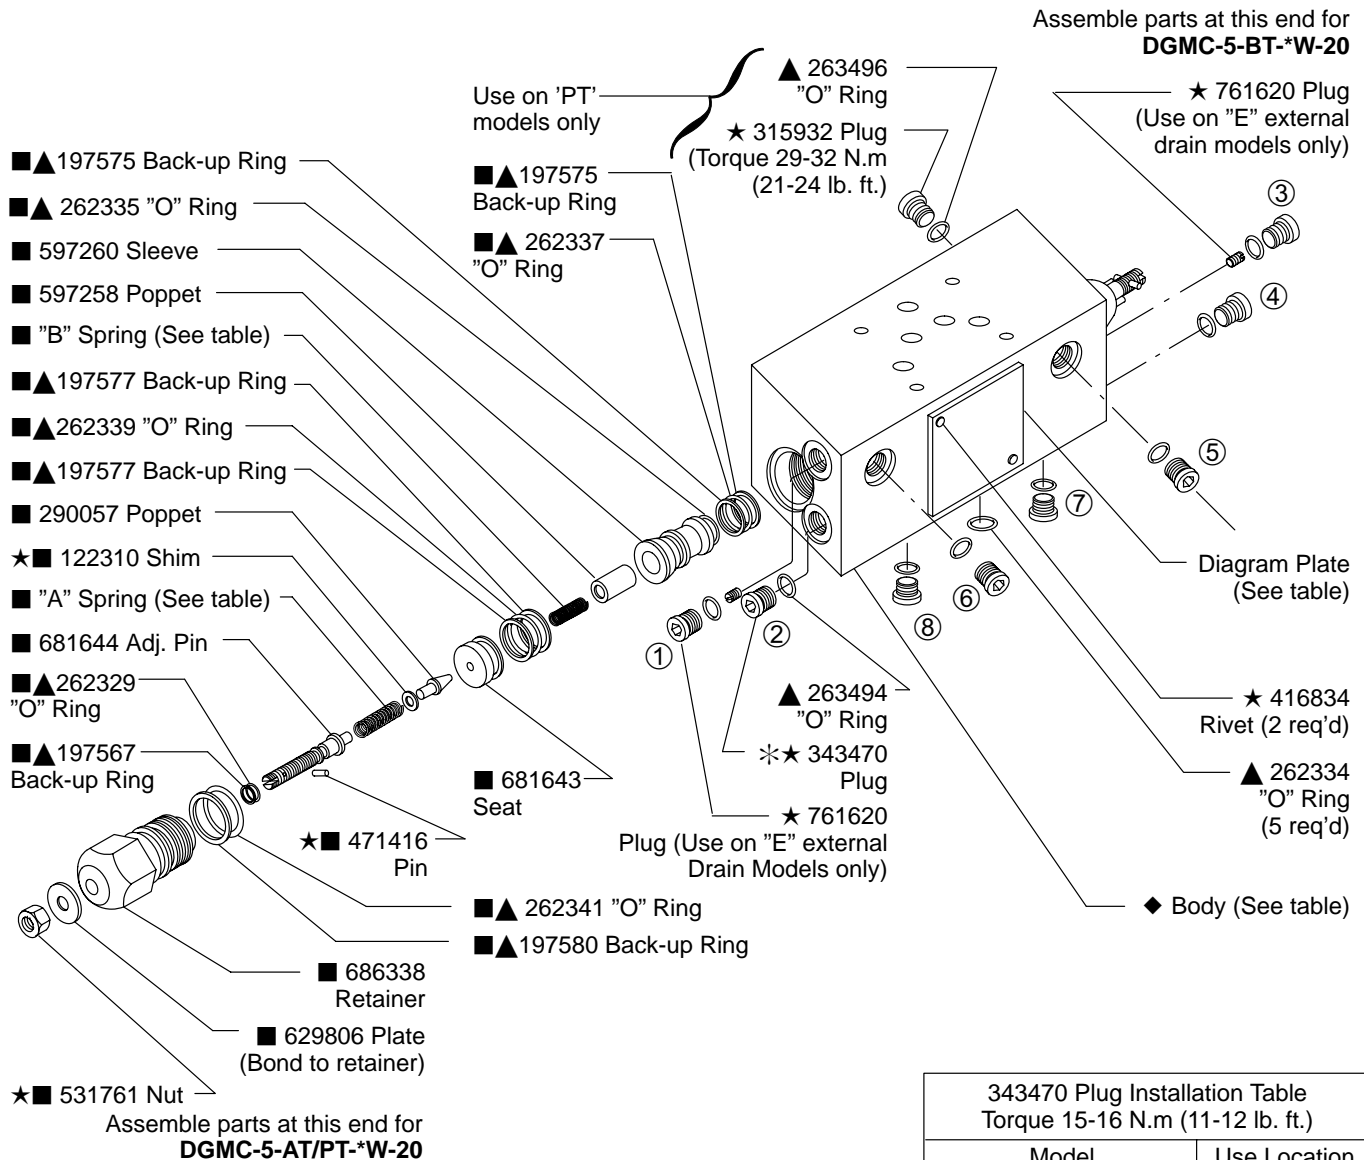 Assemble parts at this end for
DGMC-5-BT-*W-20
Use on 'PT'
models only
▲ 263496
"O" Ring
★ 315932 Plug
(Torque 29-32 N.m
(21-24 lb. ft.)
★ 761620 Plug
(Use on "E" external
drain models only)
■▲197575 Back-up Ring
■▲ 262335 "O" Ring
■ 597260 Sleeve
■ 597258 Poppet
■ "B" Spring (See table)
■▲197577 Back-up Ring
■▲262339 "O" Ring
■▲197577 Back-up Ring
■ 290057 Poppet
★■ 122310 Shim
■ "A" Spring (See table)
■ 681644 Adj. Pin
■▲262329
"O" Ring
■▲197567
Back-up Ring
■▲197575
Back-up Ring
■▲ 262337
"O" Ring
③
④
⑤
⑦
⑥
⑧
②
①
Diagram Plate
(See table)
★ 416834
Rivet (2 req'd)
▲ 262334
"O" Ring
(5 req'd)
◆ Body (See table)
▲ 263494
"O" Ring
✻★ 343470
Plug
★ 761620
Plug (Use on "E" external
Drain Models only)
■ 681643
Seat
★■ 471416
Pin
■▲ 262341 "O" Ring
■▲197580 Back-up Ring
■ 686338
Retainer
■ 629806 Plate
(Bond to retainer)
★■ 531761 Nut
Assemble parts at this end for
DGMC-5-AT/PT-*W-20
343470 Plug Installation Table
Torque 15-16 N.m (11-12 lb. ft.)
Model Use Location